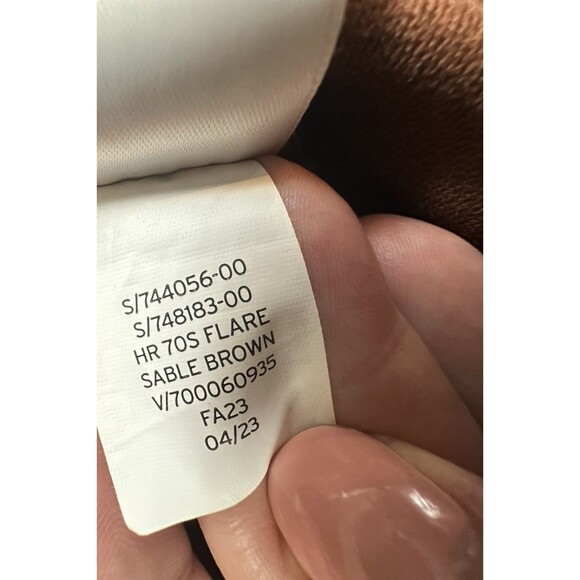 S/744056-00
S/748183-00
HR 70S FLARE
SABLE BROWN
V/700060935
FA23
04/23